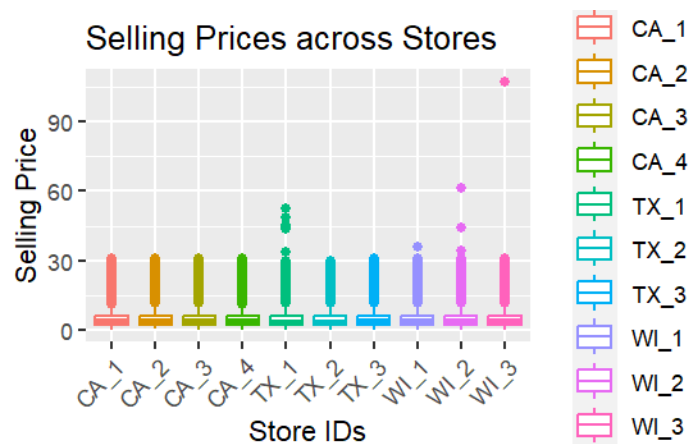 Selling Prices across Stores
Selling Price
90
60
30
0
CA_1
CA_2
CA_3
CA_4
TX_1
TX_2
TX_3
WI_1
WI_2
WI_3
Store IDs
CA_1
CA_2
CA_3
CA_4
TX_1
TX_2
TX_3
WI_1
WI_2
WI_3